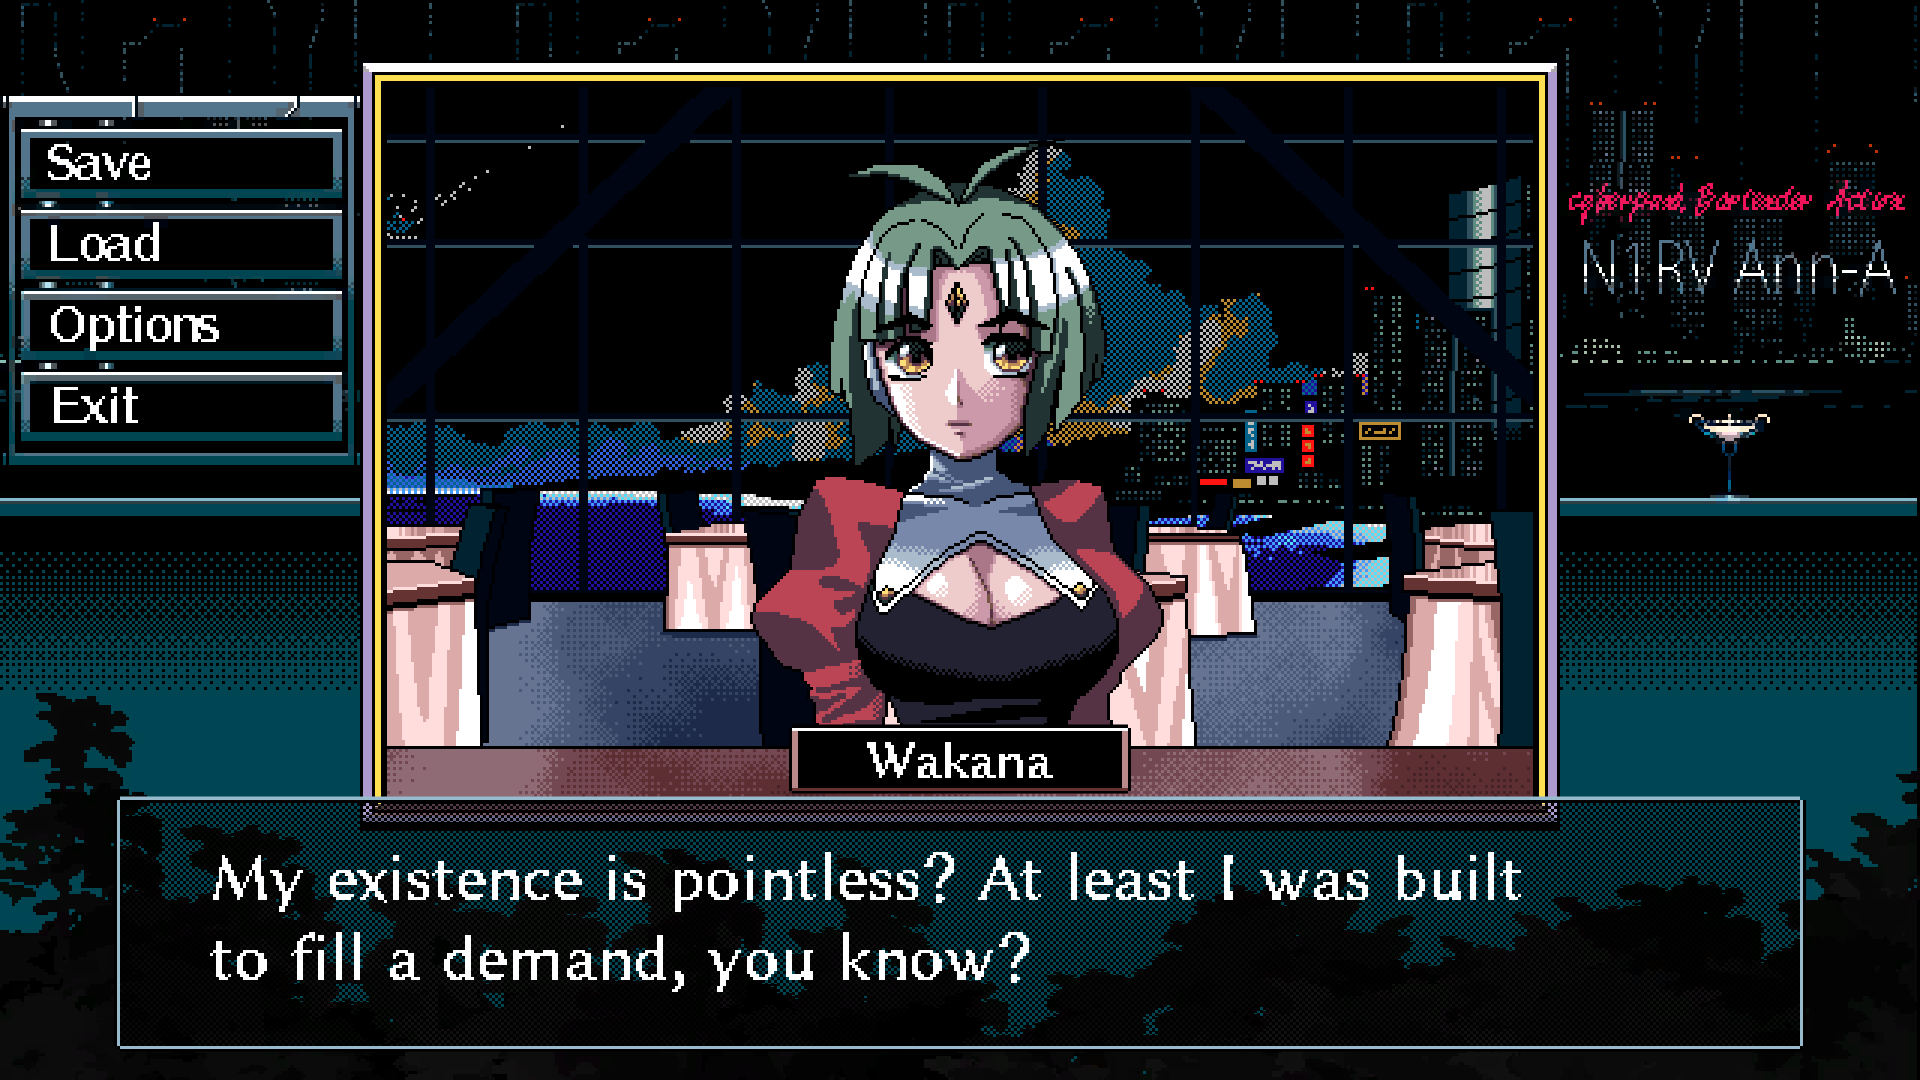 Save
Load
Options
Exit
cyberpunk Bartender Action
N1RV Ann-A
Wakana
My existence is pointless? At least I was built
to fill a demand, you know?